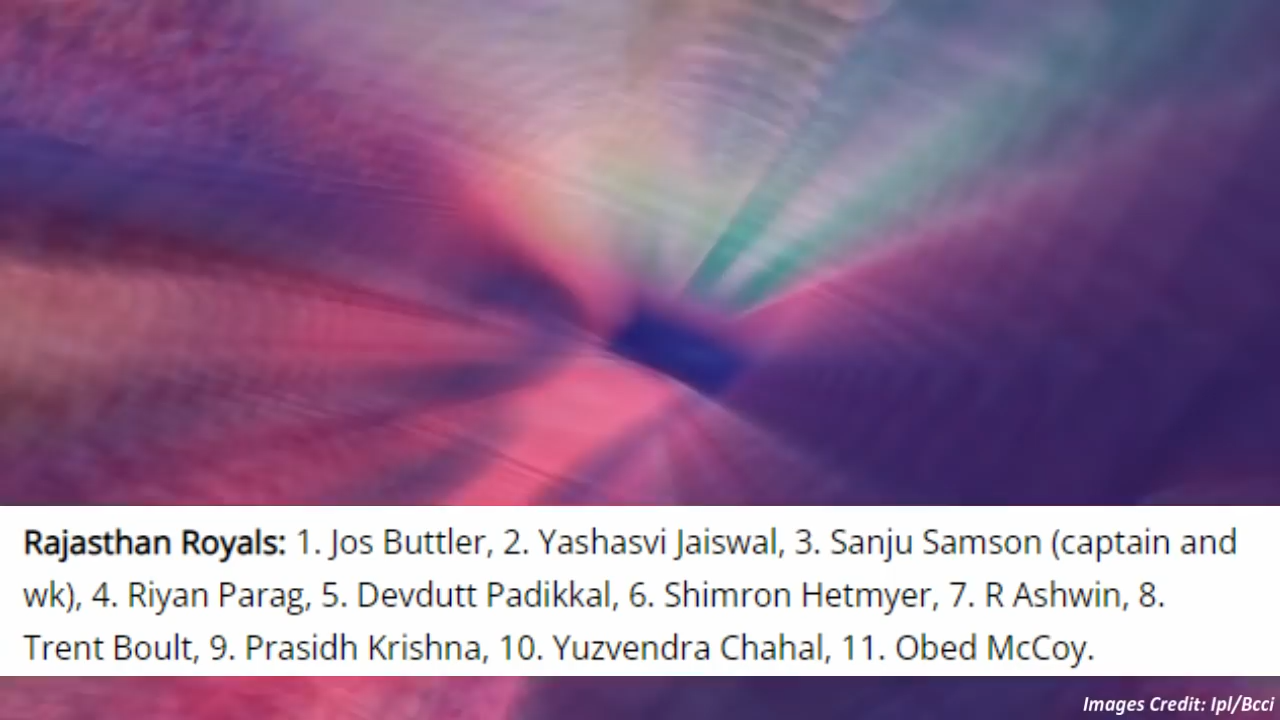 Rajasthan Royals: 1. Jos Buttler, 2. Yashasvi Jaiswal, 3. Sanju Samson (captain and
wk), 4. Riyan Parag, 5. Devdutt Padikkal, 6. Shimron Hetmyer, 7. R Ashwin, 8.
Trent Boult, 9. Prasidh Krishna, 10. Yuzvendra Chahal, 11. Obed McCoy.
Images Credit: Ipl/Bcci